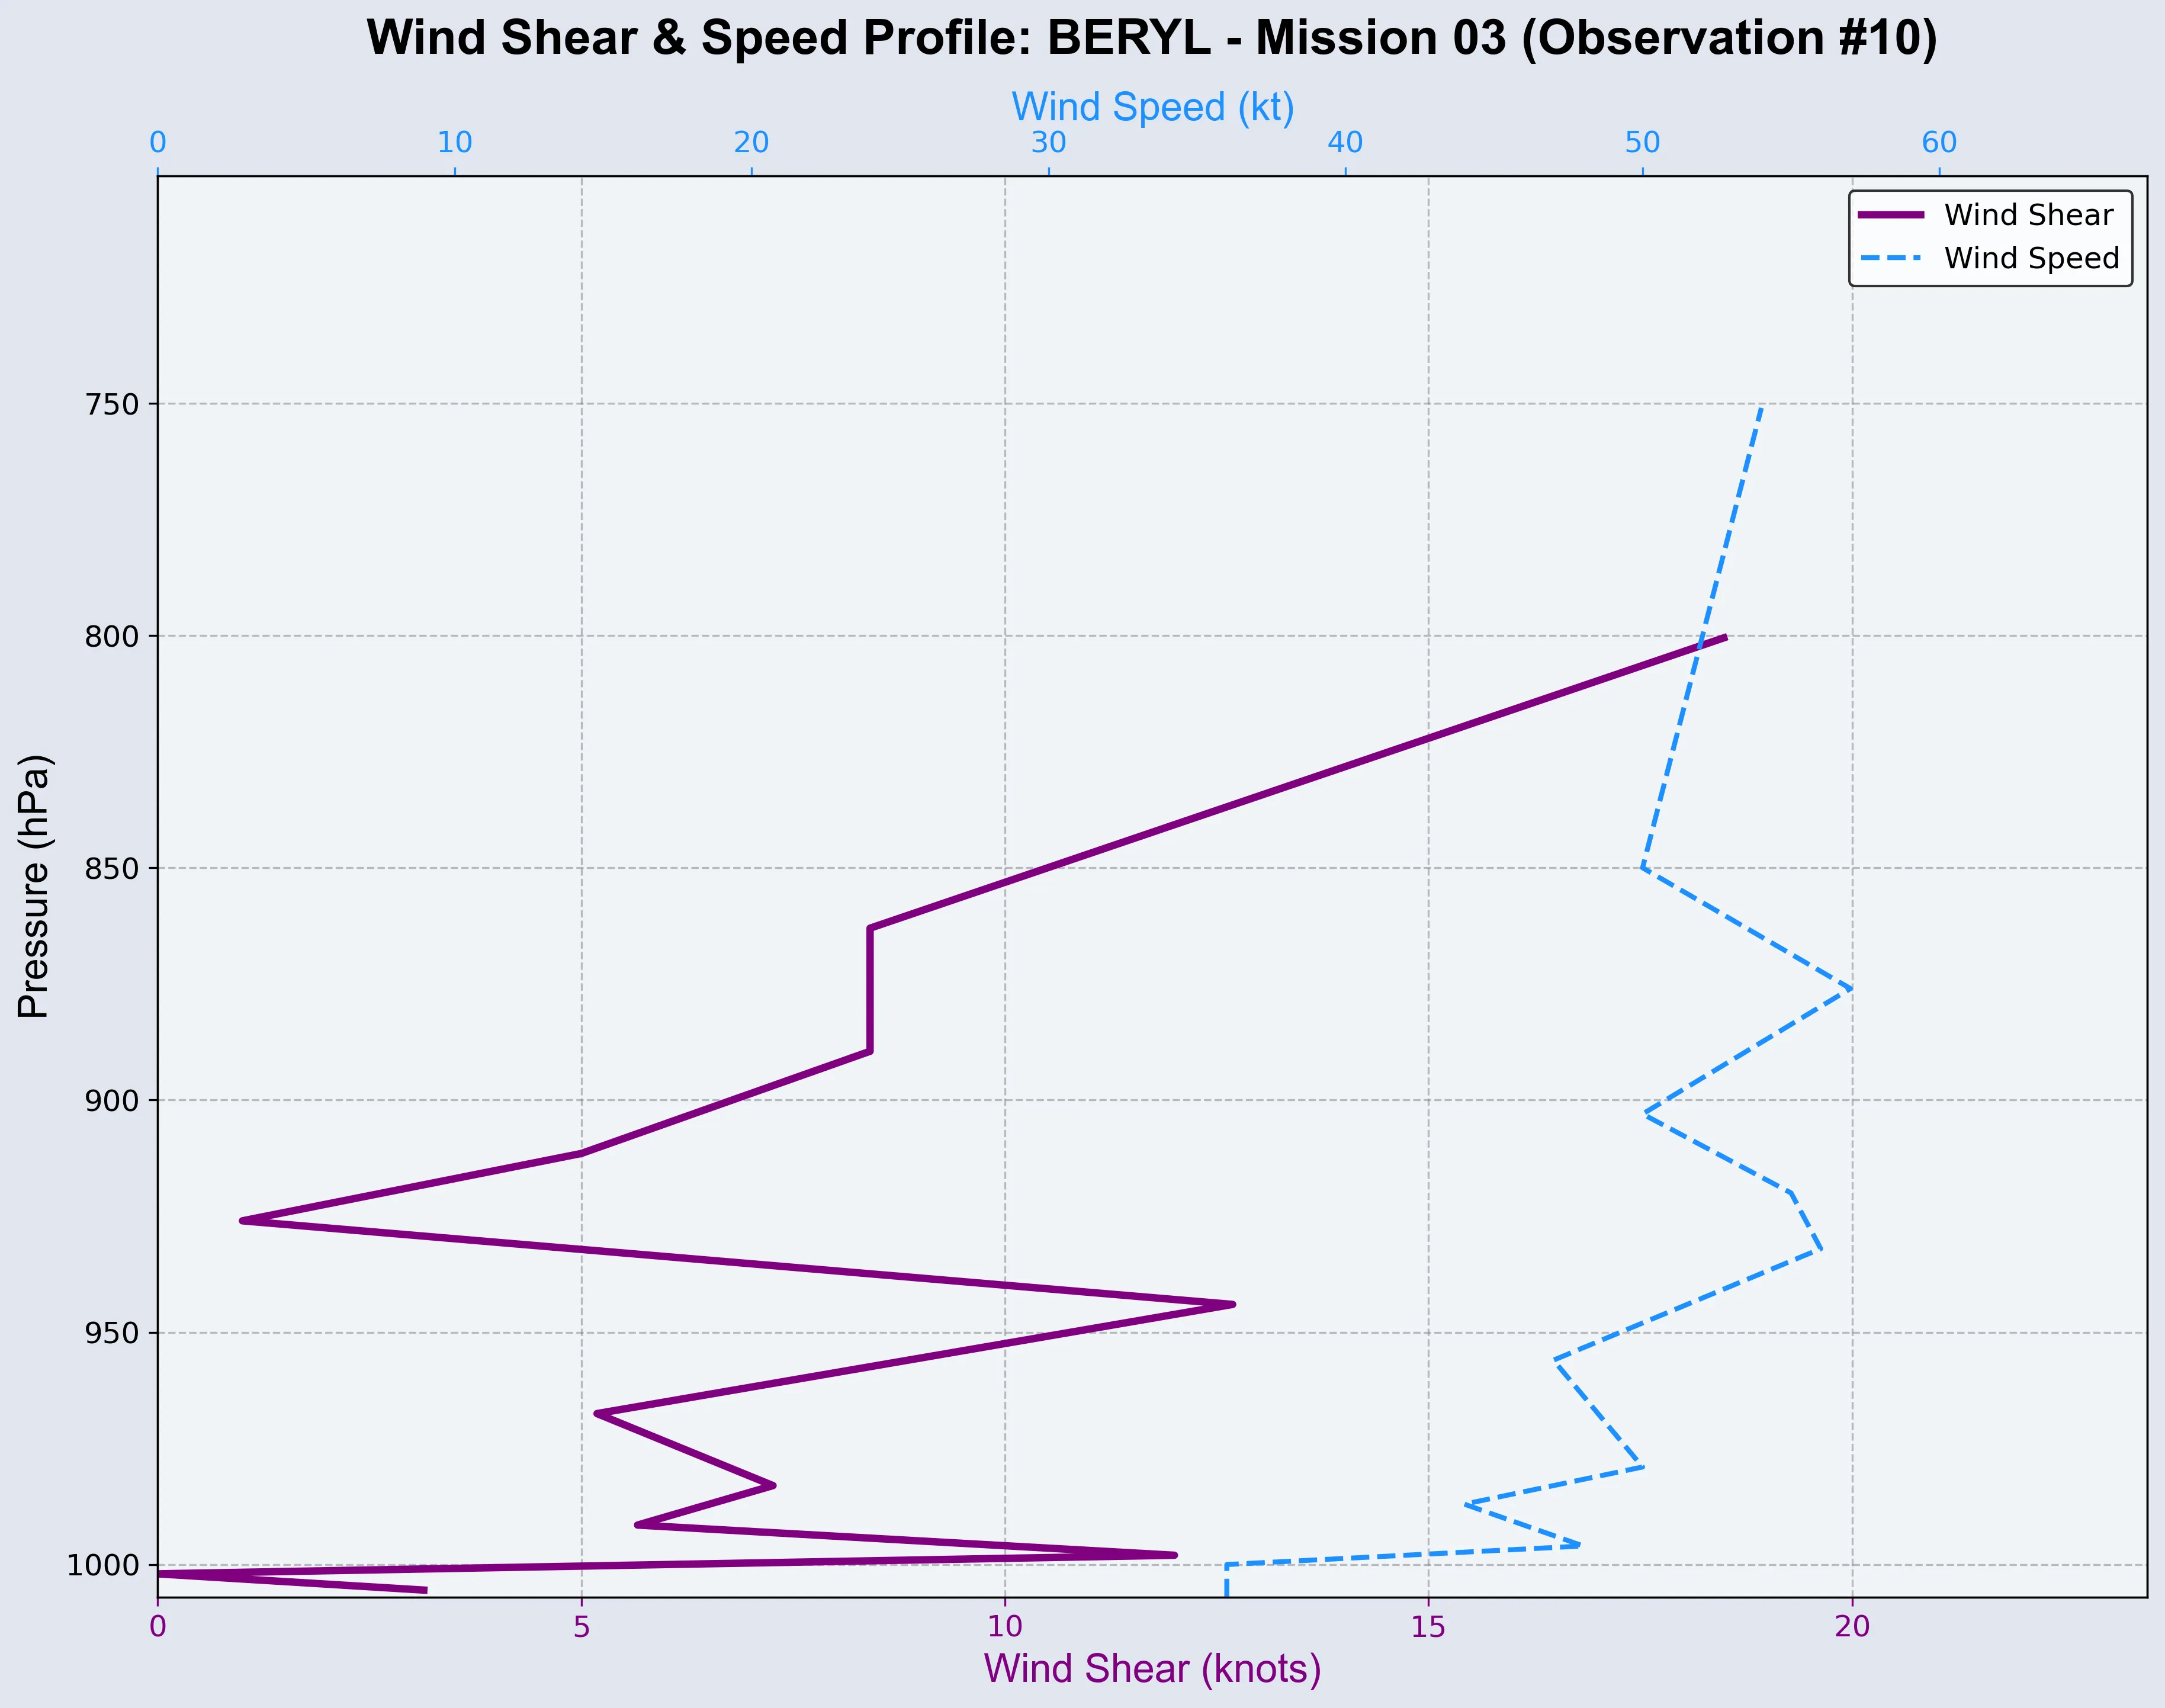 Wind Shear & Speed Profile: BERYL - Mission 03 (Observation #10)
Wind Speed (kt)
0 10 20 30 40 50 60
Wind Shear
Wind Speed
Pressure (hPa)
750
800
850
900
950
1000
0 5 10 15 20
Wind Shear (knots)